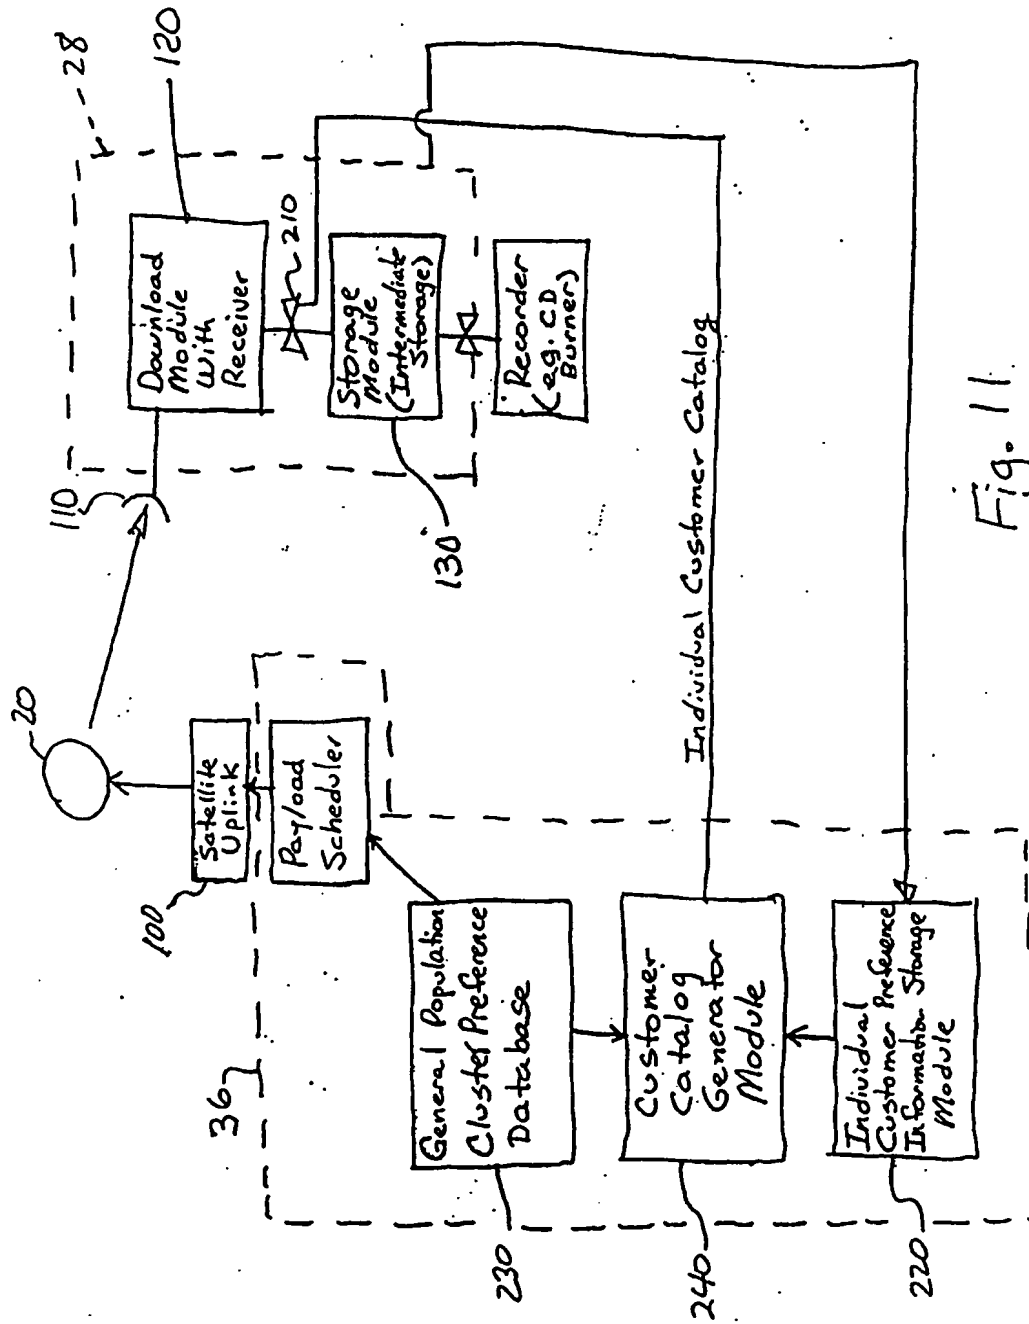 20
110
28
120
Download
Module
With
Receiver
210
Storage
Module
(Intermediate
Storage)
130
Recorder
(eg. CD
Burner)
Satellite
Uplink
100
Payload
Scheduler
36
General Population
Cluster Preference
Database
230
Customer
Catalog
Generator
Module
240
Individual
Customer Preference
Information Storage
Module
220
Individual Customer Catalog
Fig. 11